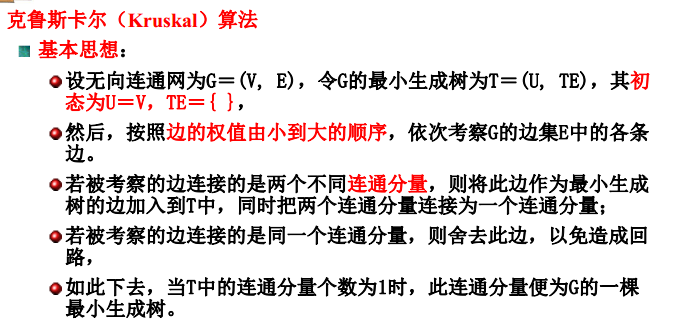 克鲁斯卡尔（Kruskal）算法
基本思想：
设无向连通网为G＝(V, E)，令G的最小生成树为T＝(U, TE)，其初
态为U＝V，TE＝{ }，
然后，按照边的权值由小到大的顺序，依次考察G的边集E中的各条
边。
若被考察的边连接的是两个不同连通分量，则将此边作为最小生成
树的边加入到T中，同时把两个连通分量连接为一个连通分量；
若被考察的边连接的是同一个连通分量，则舍去此边，以免造成回
路，
如此下去，当T中的连通分量个数为1时，此连通分量便为G的一棵
最小生成树。